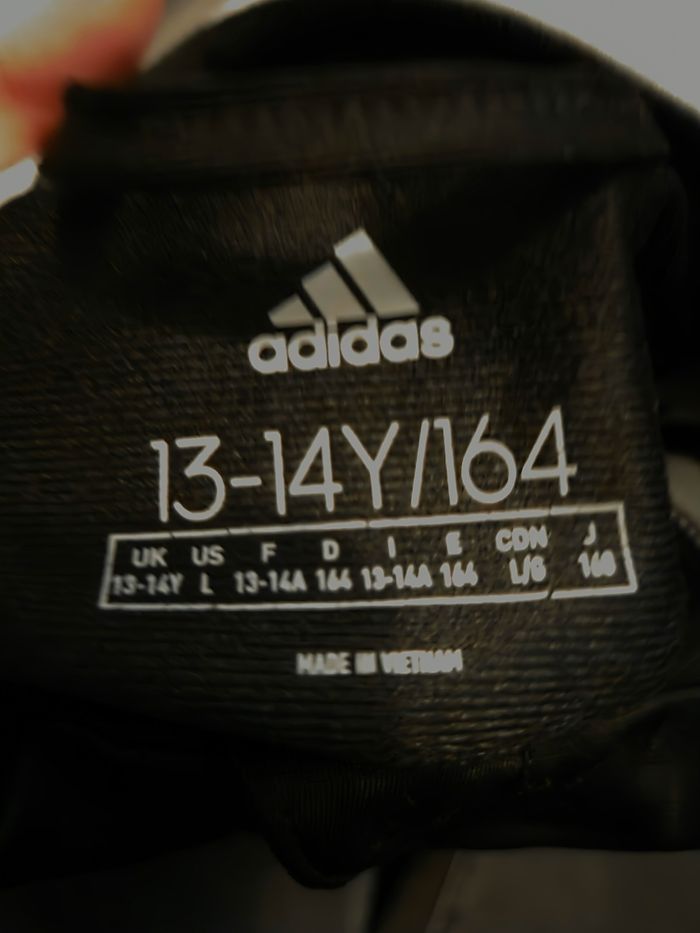 adidas
13-14Y/164
UK US F D I E CDN J
13-14Y L 13-14A 164 13-14A 164 L/G 160
MADE IN VIETNAM